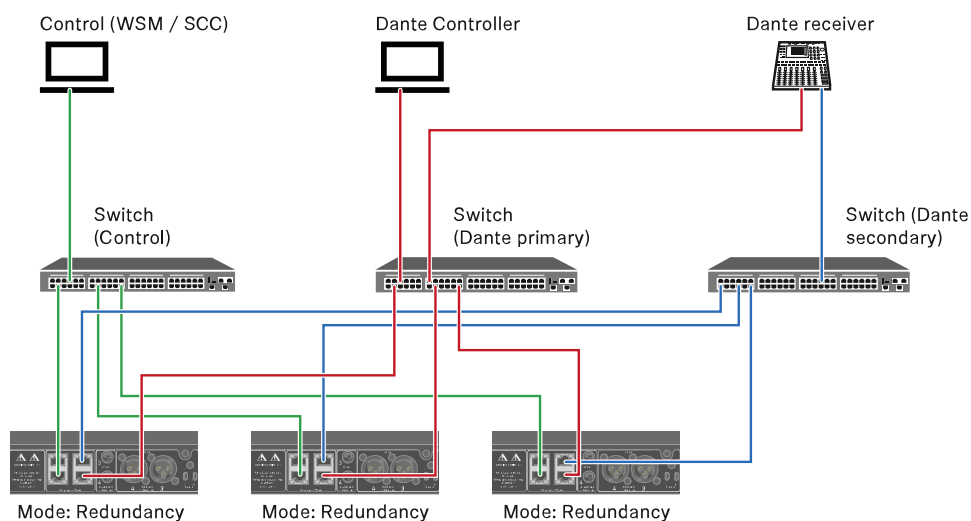 Control (WSM / SCC)
Dante Controller
Dante receiver
Switch
(Control)
Switch
(Dante primary)
Switch (Dante
secondary)
Mode: Redundancy
Mode: Redundancy
Mode: Redundancy